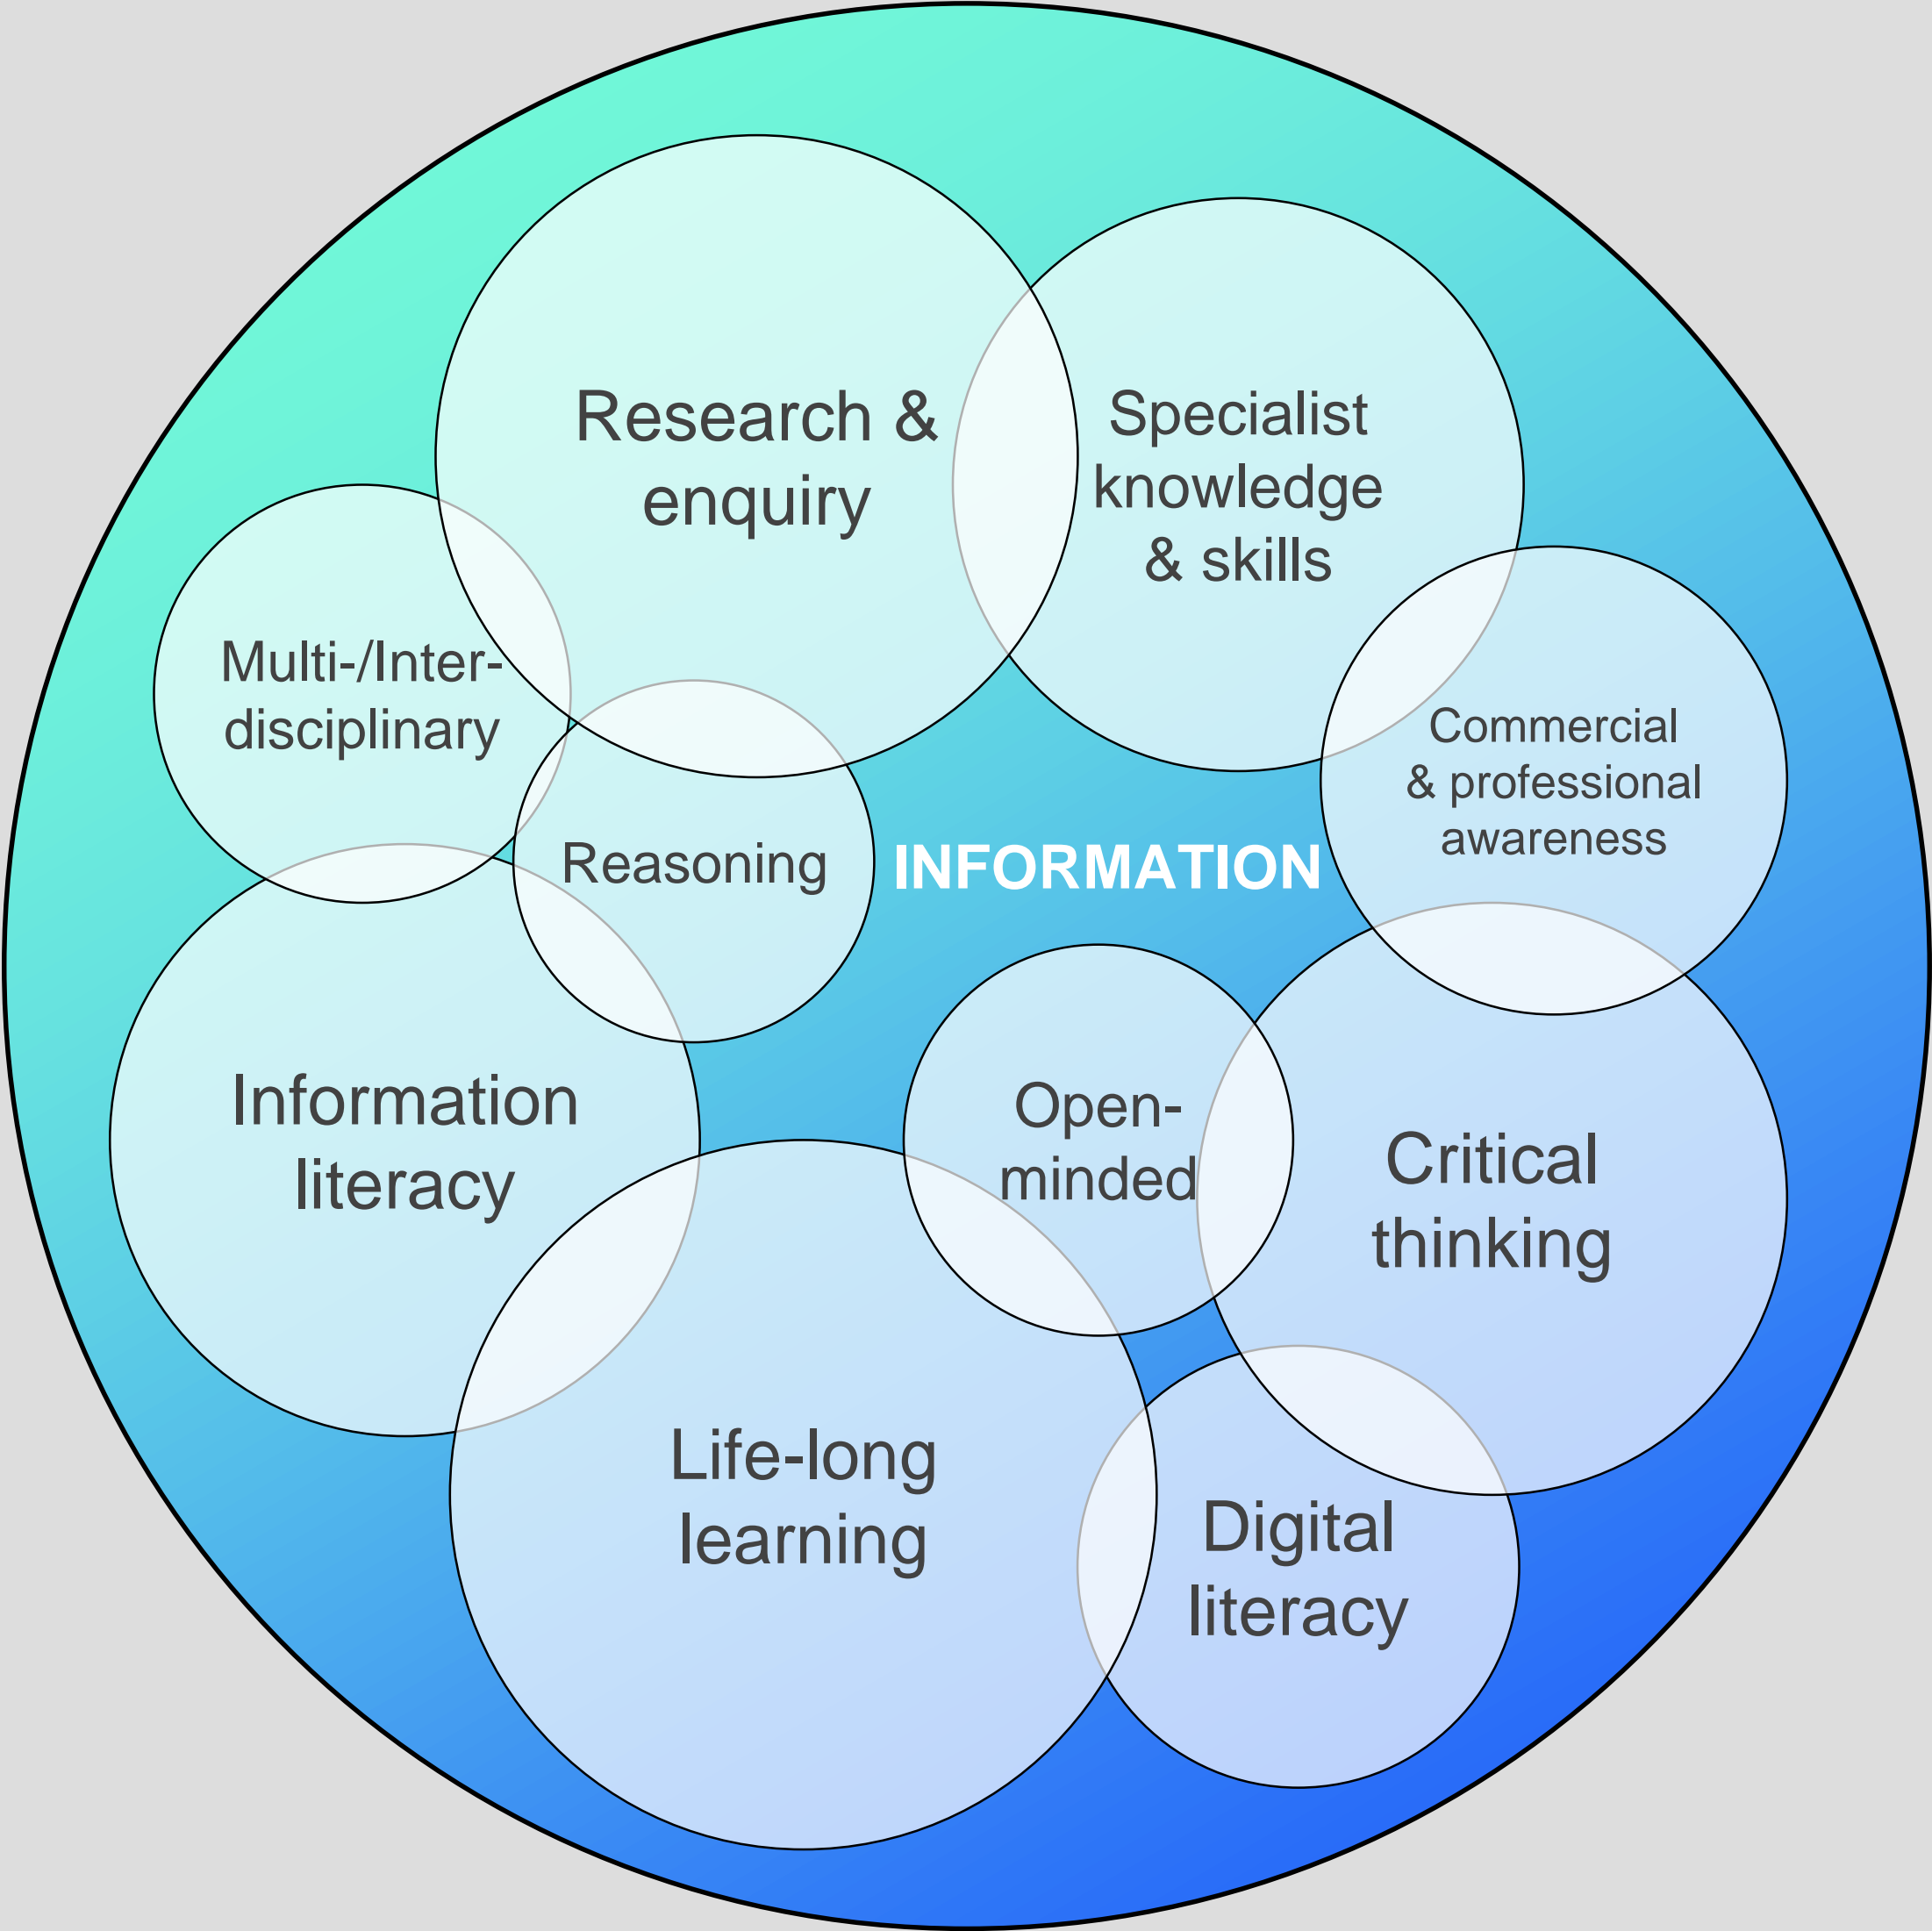 Research &
enquiry
Specialist
knowledge
& skills
Multi-/Inter-
disciplinary
Commercial
& professional
awareness
Reasoning
INFORMATION
Information
literacy
Open-
minded
Critical
thinking
Life-long
learning
Digital
literacy